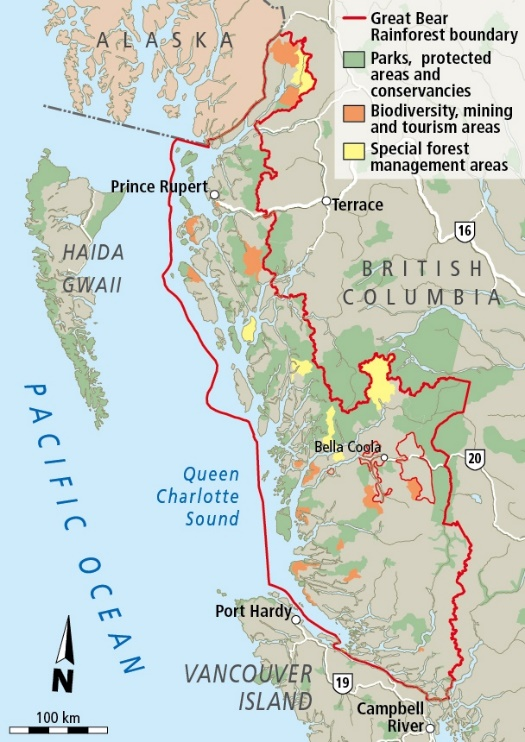 ALASKA
Great Bear
Rainforest boundary
Parks, protected
areas and
conservancies
Biodiversity, mining
and tourism areas
Special forest
management areas
Prince Rupert
Terrace
16
HAIDA
GWAII
BRITISH
COLUMBIA
PACIFIC OCEAN
Bella Coola
20
Queen
Charlotte
Sound
Port Hardy
N
VANCOUVER
ISLAND
19
Campbell
River
100 km